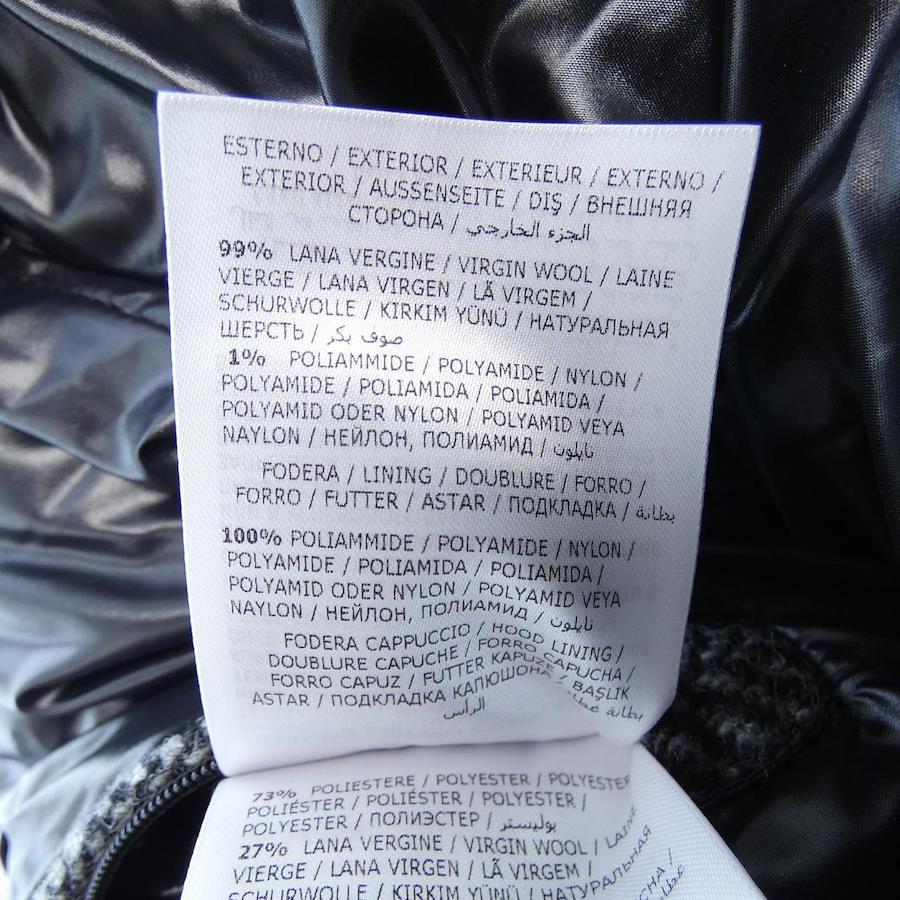 ESTERNO / EXTERIOR / EXTERIEUR / EXTERNO /
EXTERIOR / AUSSENSEITE / DIŞ / ВНЕШНЯЯ
СТОРОНА / الجزء الخارجي
99% LANA VERGINE / VIRGIN WOOL / LAINE
VIERGE / LANA VIRGEN / LÃ VIRGEM /
SCHURWOLLE / KIRKIM YÜNÜ / НАТУРАЛЬНАЯ
ШЕРСТЬ / صوف بكر
1% POLIAMMIDE / POLYAMIDE / NYLON /
POLYAMIDE / POLIAMIDA / POLIAMIDA /
POLYAMID ODER NYLON / POLYAMID VEYA
NAYLON / НЕЙЛОН, ПОЛИАМИД / نايلون
FODERA / LINING / DOUBLURE / FORRO /
FORRO / FUTTER / ASTAR / ПОДКЛАДКА / بطانة
100% POLIAMMIDE / POLYAMIDE / NYLON /
POLYAMIDE / POLIAMIDA / POLIAMIDA /
POLYAMID ODER NYLON / POLYAMID VEYA
NAYLON / НЕЙЛОН, ПОЛИАМИД / نايلون
FODERA CAPPUCCIO / HOOD LINING /
DOUBLURE CAPUCHE / FORRO CAPUCHA /
FORRO CAPUZ / FUTTER KAPUZE / BAŞLIK
ASTAR / ПОДКЛАДКА КАПЮШОНА / بطانة غطاء
الرأس
73% POLIESTERE / POLYESTER / POLYESTER
POLIÉSTER / POLIÉSTER / POLYESTER /
POLYESTER / ПОЛИЭСТЕР / بوليستر
27% LANA VERGINE / VIRGIN WOOL / LAINE
VIERGE / LANA VIRGEN / LÃ VIRGEM /
SCHURWOLLE / KIRKIM YÜNÜ / НАТУРАЛЬНАЯ